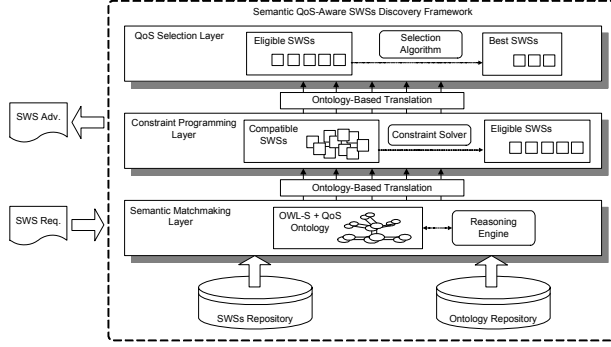 Semantic QoS-Aware SWSs Discovery Framework
QoS Selection Layer
Eligible SWSs
Selection
Algorithm
Best SWSs
Ontology-Based Translation
SWS Adv.
Constraint Programming
Layer
Compatible
SWSs
Constraint Solver
Eligible SWSs
Ontology-Based Translation
SWS Req.
Semantic Matchmaking
Layer
OWL-S + QoS
Ontology
Reasoning
Engine
SWSs Repository
Ontology Repository